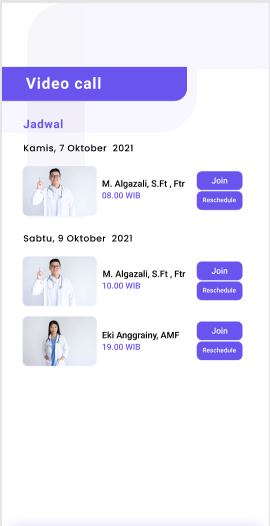 Video call
Jadwal
Kamis, 7 Oktober 2021
M. Algazali, S.Ft , Ftr
08.00 WIB
Join
Reschedule
Sabtu, 9 Oktober 2021
M. Algazali, S.Ft , Ftr
10.00 WIB
Join
Reschedule
Eki Anggrainy, AMF
19.00 WIB
Join
Reschedule